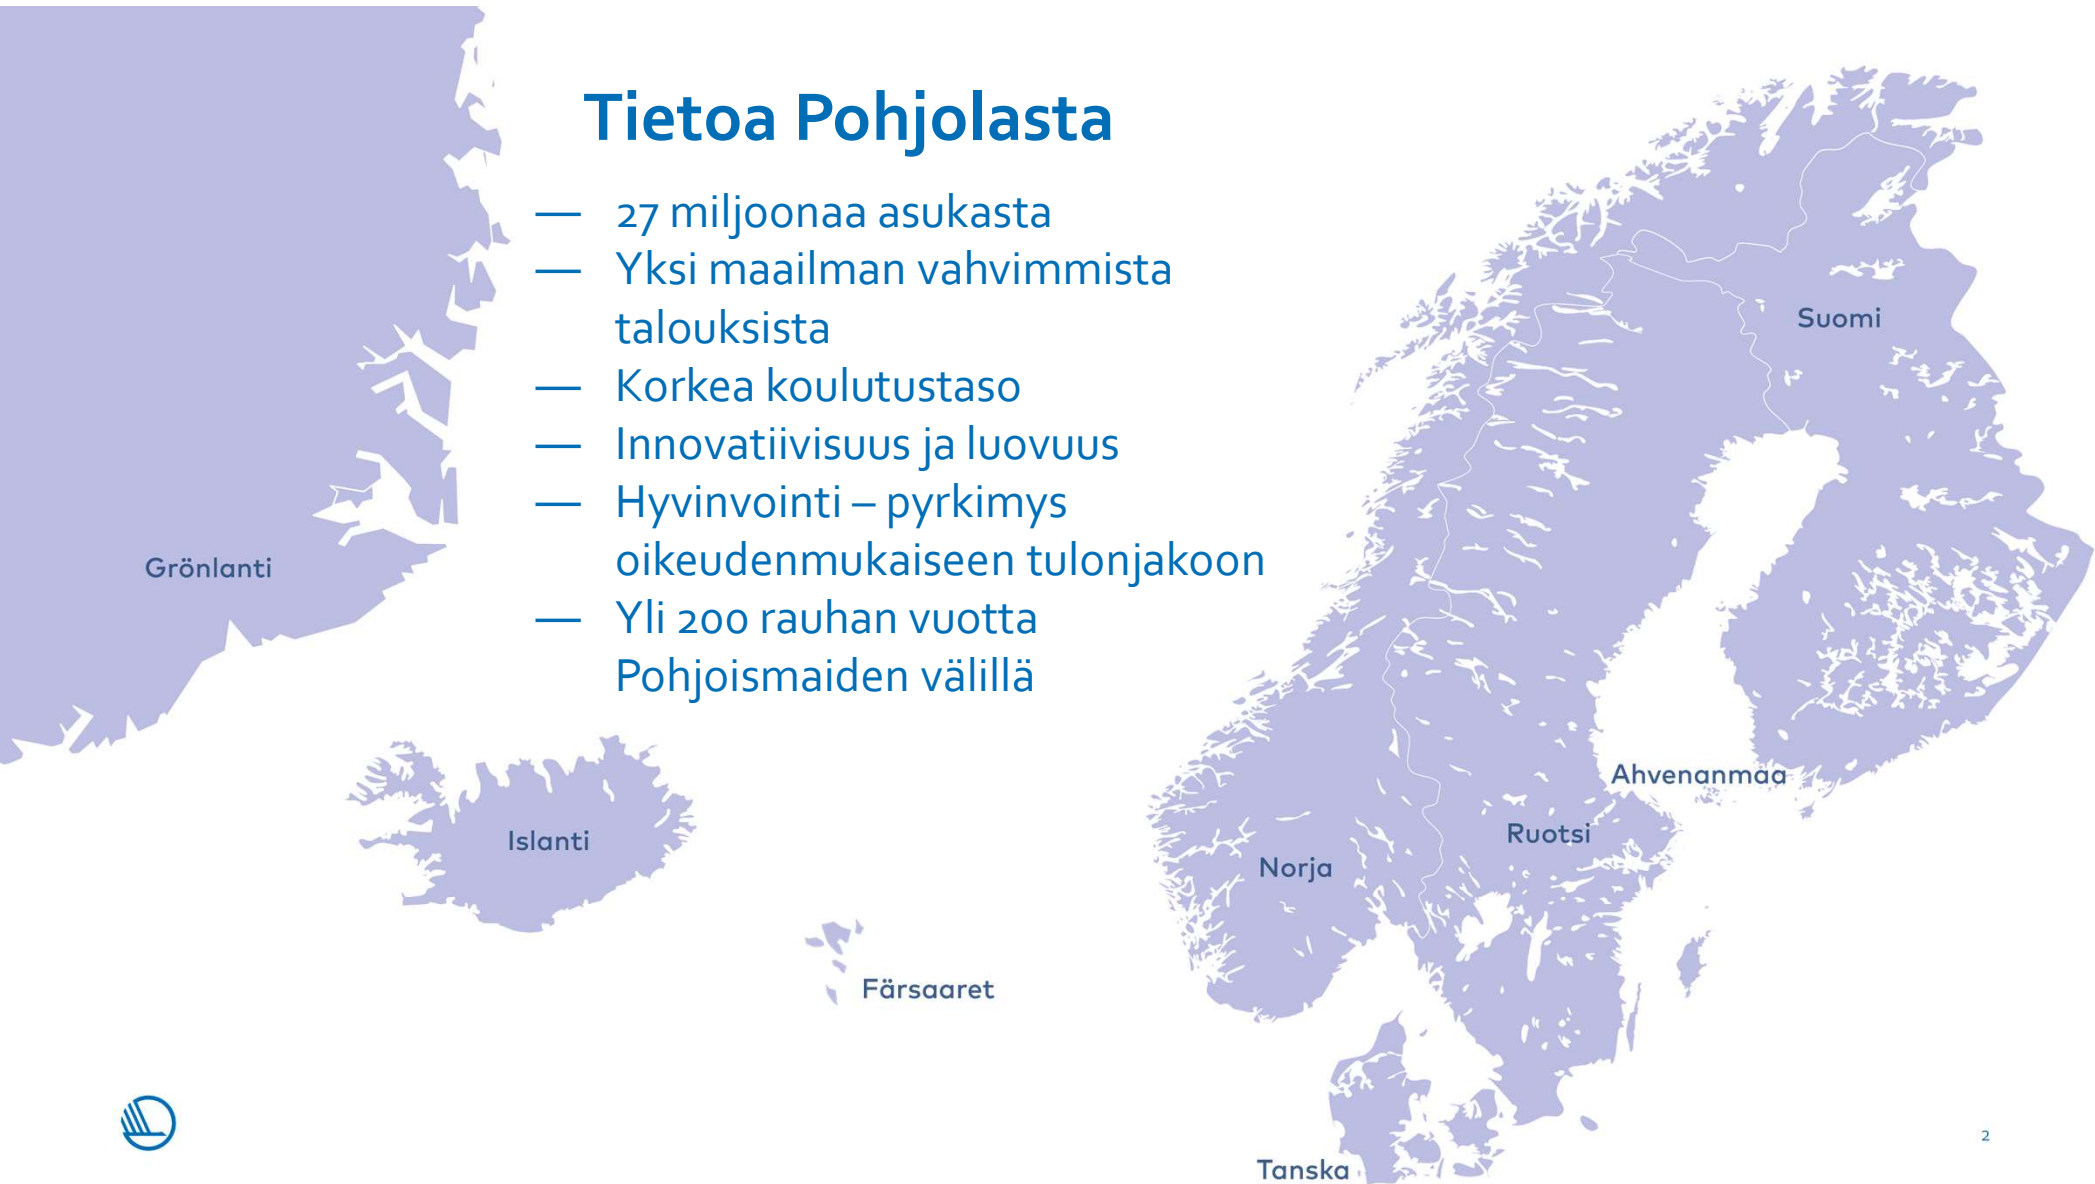 Tietoa Pohjolasta
— 27 miljoonaa asukasta
— Yksi maailman vahvimmista
talouksista
— Korkea koulutustaso
— Innovatiivisuus ja luovuus
— Hyvinvointi – pyrkimys
oikeudenmukaiseen tulonjakoon
— Yli 200 rauhan vuotta
Pohjoismaiden välillä
Suomi
Grönlanti
Ahvenanmaa
Ruotsi
Islanti
Norja
Färsaaret
Tanska
2